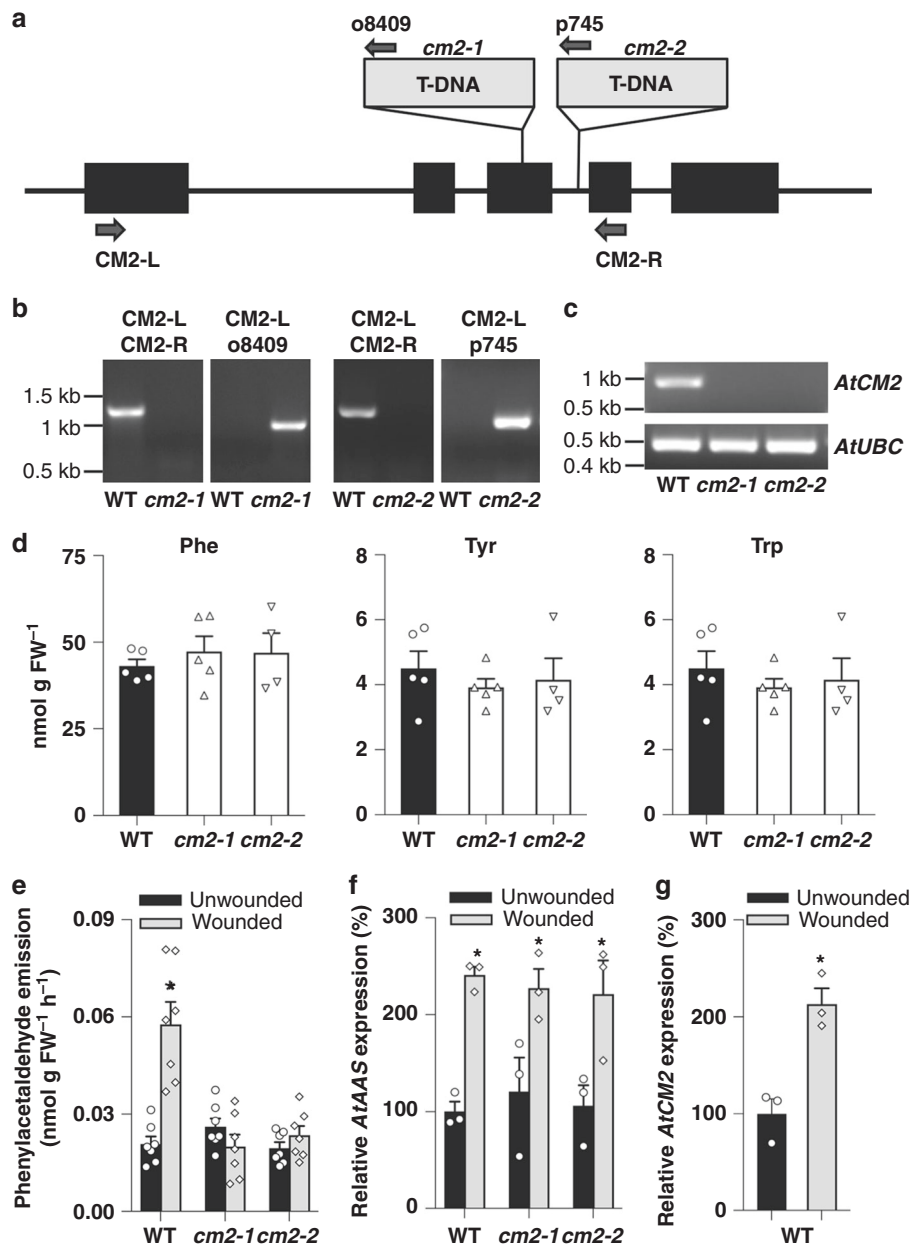 a
o8409
p745
cm2-1
cm2-2
T-DNA
T-DNA
CM2-L
CM2-R
b
CM2-L
CM2-R
CM2-L
o8409
CM2-L
CM2-R
CM2-L
p745
1.5 kb
1 kb
0.5 kb
WT cm2-1
WT cm2-1
WT cm2-2
WT cm2-2
c
1 kb
0.5 kb
AtCM2
0.5 kb
0.4 kb
AtUBC
WT cm2-1 cm2-2
d
Phe
nmol g FW⁻¹
75
50
25
0
WT cm2-1 cm2-2
Tyr
8
6
4
2
0
WT cm2-1 cm2-2
Trp
8
6
4
2
0
WT cm2-1 cm2-2
e
Unwounded
Wounded
Phenylacetaldehyde emission
(nmol g FW⁻¹ h⁻¹)
0.09
0.06
0.03
0.00
*
WT cm2-1 cm2-2
f
Unwounded
Wounded
Relative AtAAS expression (%)
300
200
100
0
* * *
WT cm2-1 cm2-2
g
Unwounded
Wounded
Relative AtCM2 expression (%)
300
200
100
0
*
WT